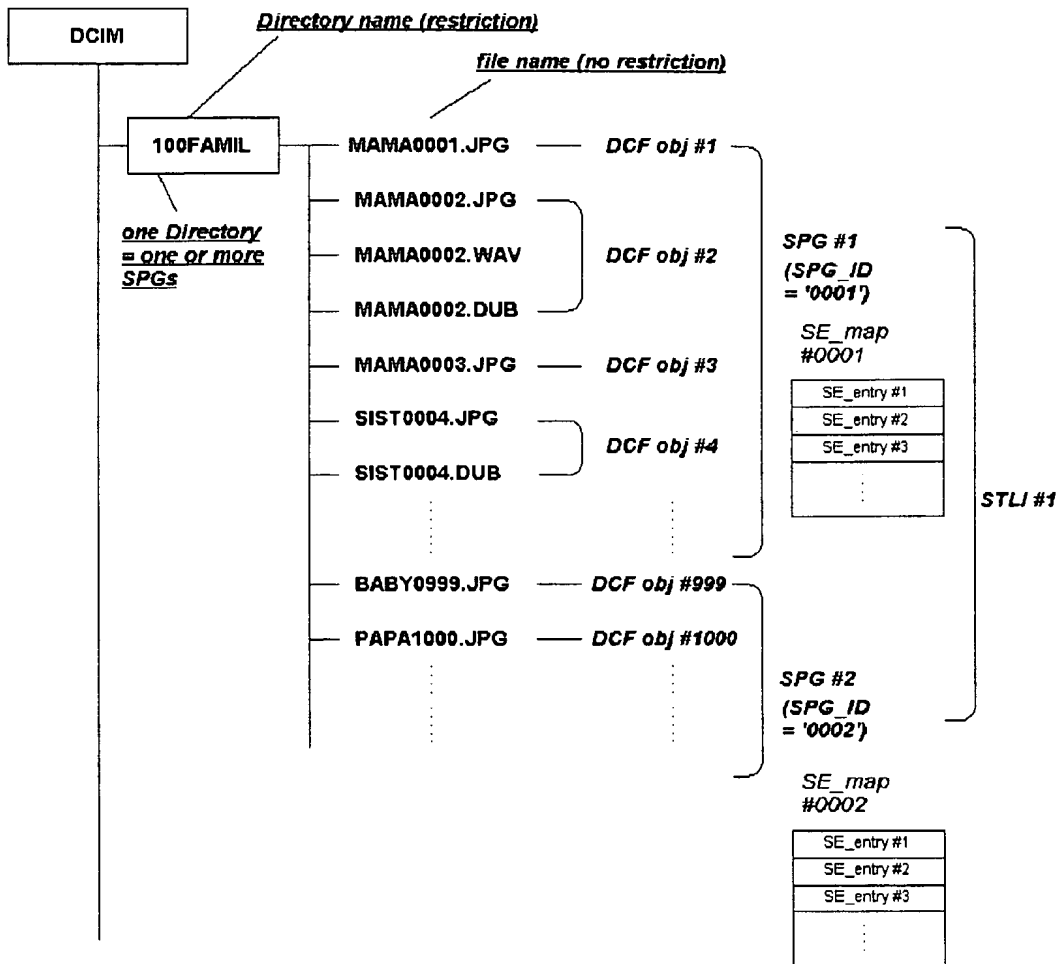 DCIM
Directory name (restriction)
file name (no restriction)
100FAMIL
one Directory
= one or more
SPGs
MAMA0001.JPG
DCF obj #1
MAMA0002.JPG
MAMA0002.WAV
DCF obj #2
MAMA0002.DUB
MAMA0003.JPG
DCF obj #3
SIST0004.JPG
DCF obj #4
SIST0004.DUB
BABY0999.JPG
DCF obj #999
PAPA1000.JPG
DCF obj #1000
SPG #1
(SPG_ID
= '0001')
SE_map
#0001
SE_entry #1
SE_entry #2
SE_entry #3
STLI #1
SPG #2
(SPG_ID
= '0002')
SE_map
#0002
SE_entry #1
SE_entry #2
SE_entry #3